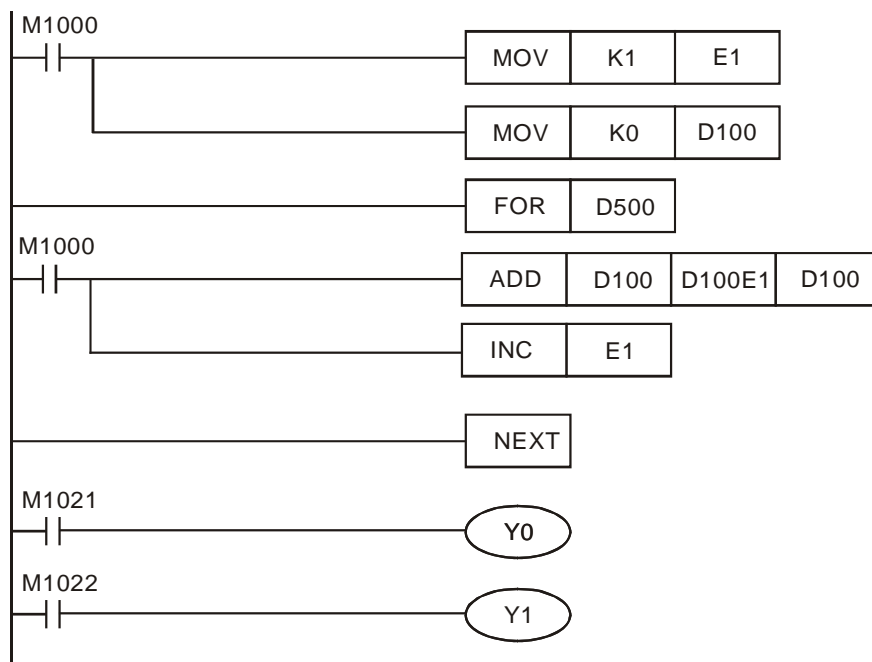 M1000
MOV K1 E1
MOV K0 D100
FOR D500
M1000
ADD D100 D100E1 D100
INC E1
NEXT
M1021
Y0
M1022
Y1